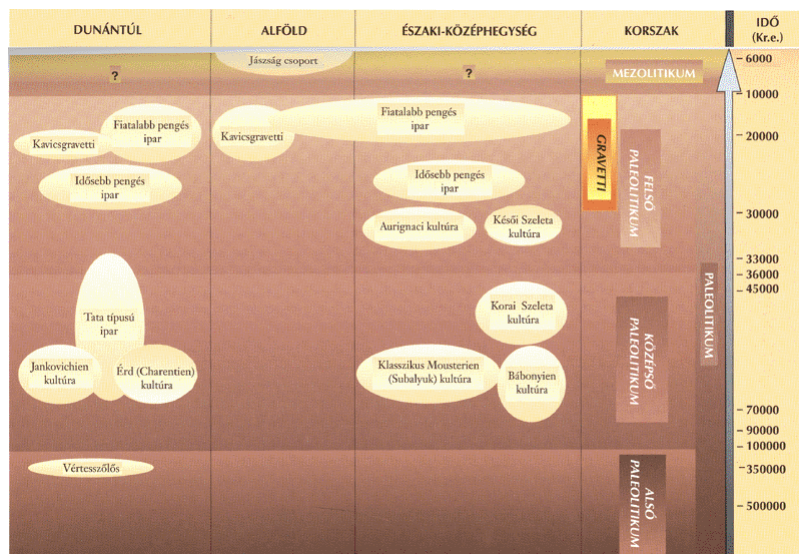 DUNÁNTÚL
ALFÖLD
ÉSZAKI-KÖZÉPHEGYSÉG
KORSZAK
IDŐ
(Kr.e.)
Jászság csoport
?
?
MEZOLITIKUM
6000
10000
Fiatalabb pengés
ipar
Kavicsgravetti
Kavicsgravetti
Fiatalabb pengés
ipar
GRAVETTI
FELSŐ
PALEOLITIKUM
20000
Idősebb pengés
ipar
Idősebb pengés
ipar
Aurignaci kultúra
Késői Szeleta
kultúra
30000
33000
36000
45000
PALEOLITIKUM
Tata típusú
ipar
Korai Szeleta
kultúra
KÖZÉPSŐ
PALEOLITIKUM
Jankovichien
kultúra
Érd (Charentien)
kultúra
Klasszikus Mousterien
(Subalyuk) kultúra
Bábonyien
kultúra
70000
90000
100000
Vértesszőlős
ALSÓ
PALEOLITIKUM
350000
500000